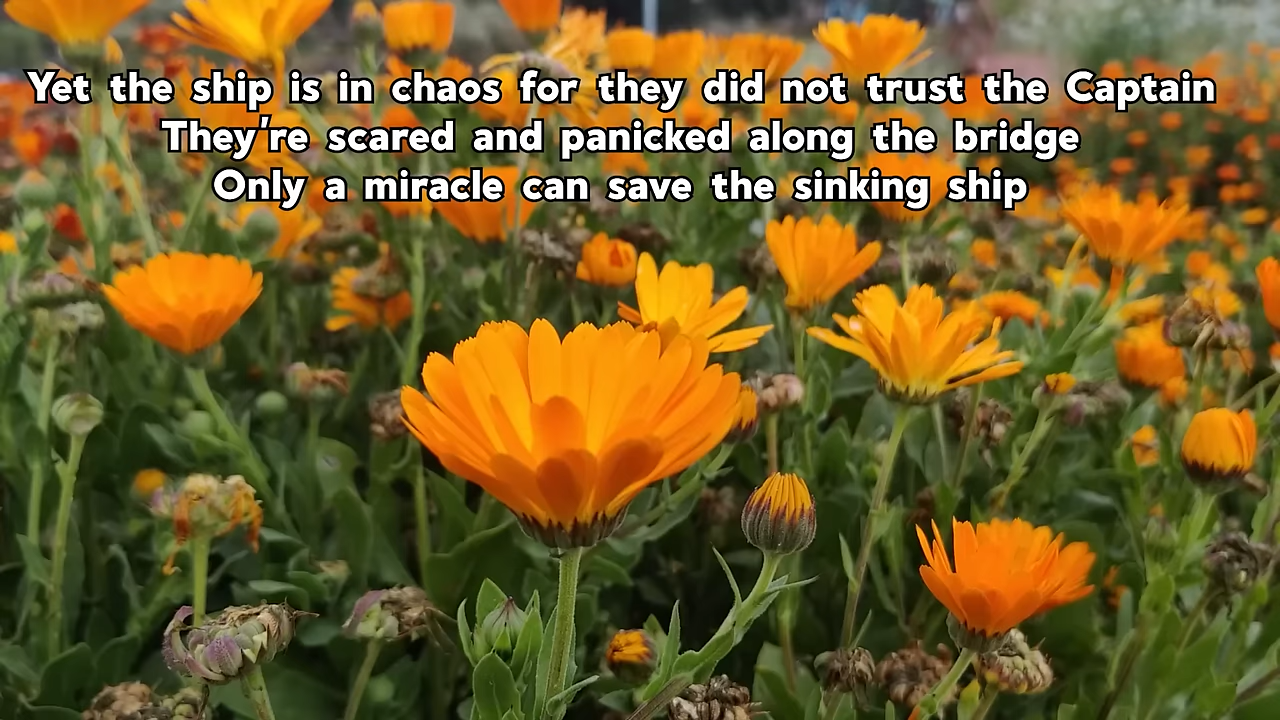 Yet the ship is in chaos for they did not trust the Captain
They're scared and panicked along the bridge
Only a miracle can save the sinking ship